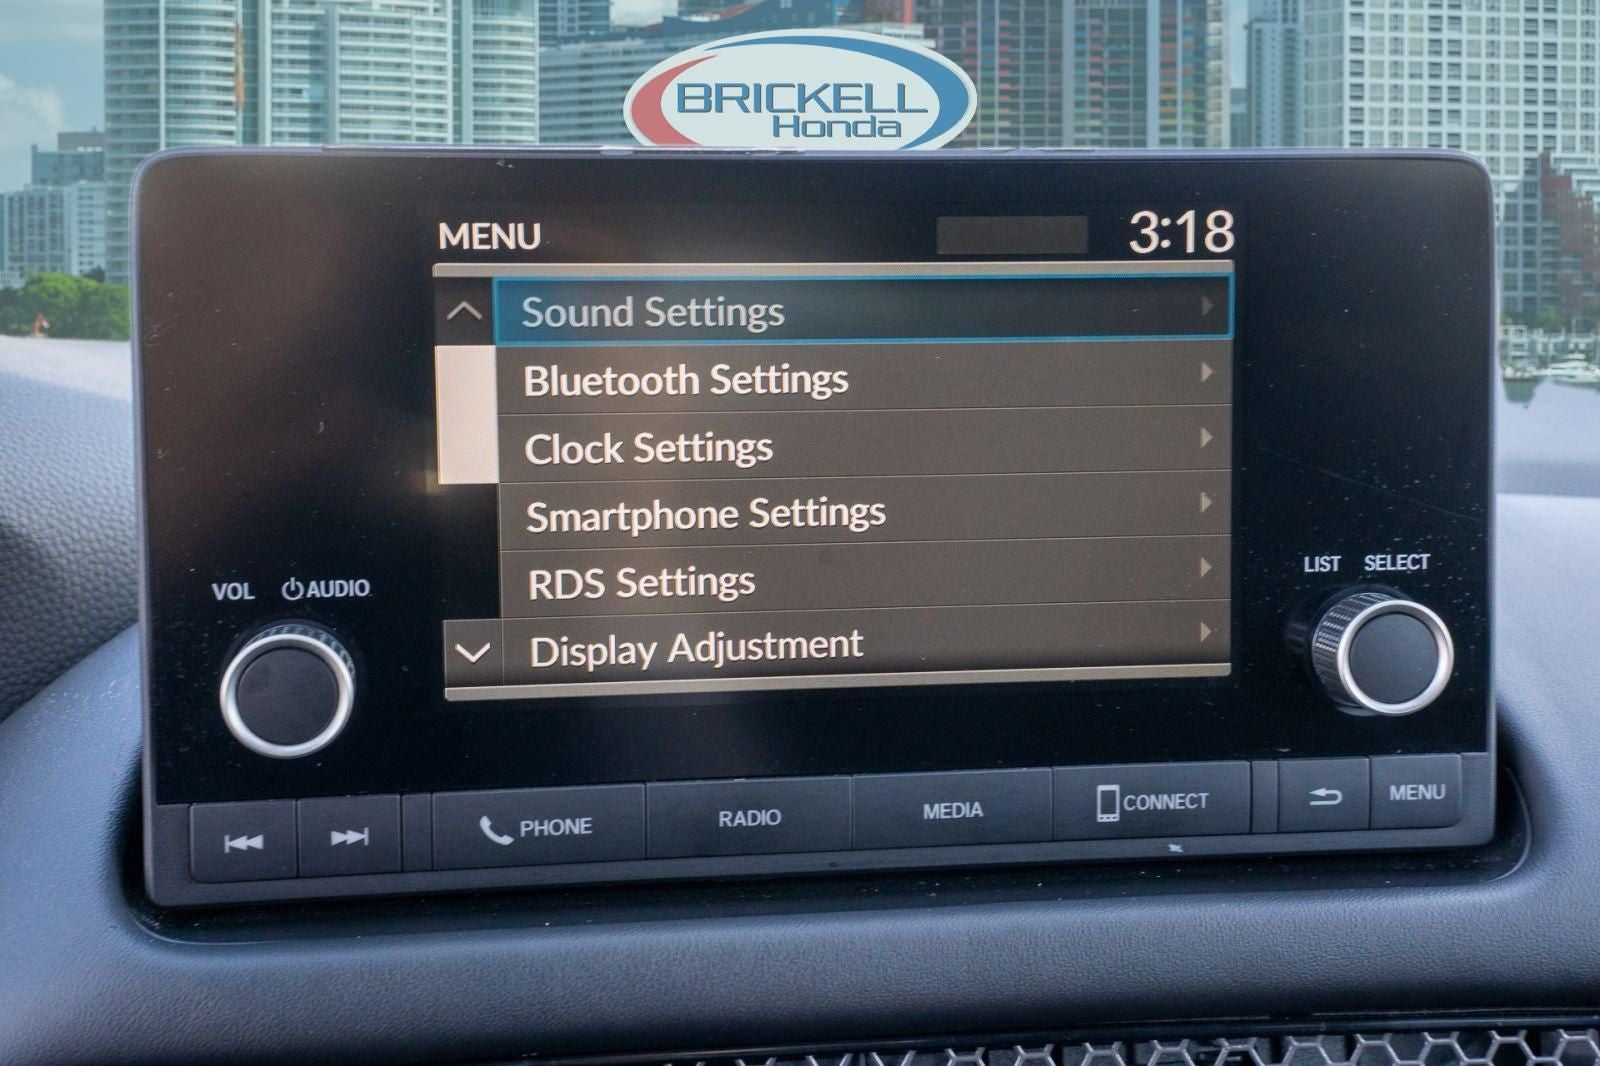 BRICKELL
Honda
MENU
3:18
Sound Settings
Bluetooth Settings
Clock Settings
Smartphone Settings
RDS Settings
Display Adjustment
VOL AUDIO
LIST SELECT
PHONE
RADIO
MEDIA
CONNECT
MENU